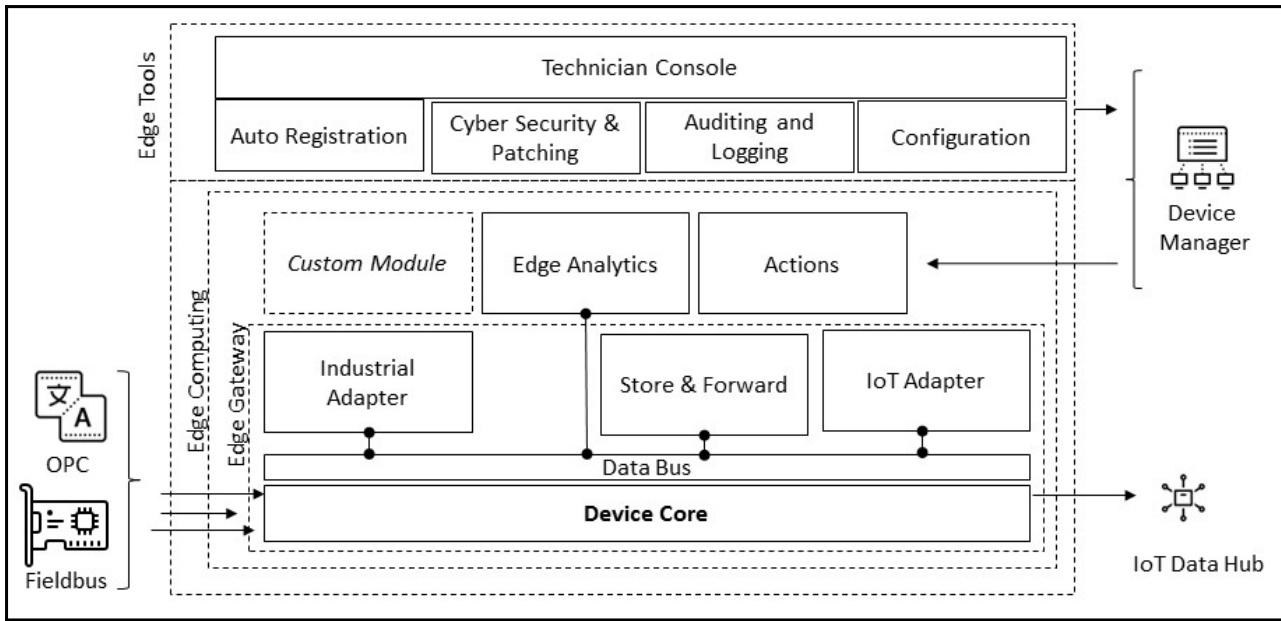 Edge Tools
Technician Console
Auto Registration
Cyber Security &
Patching
Auditing and
Logging
Configuration
Device
Manager
Edge Computing
Custom Module
Edge Analytics
Actions
Edge Gateway
Industrial
Adapter
Store & Forward
IoT Adapter
文
A
OPC
Data Bus
Device Core
Fieldbus
IoT Data Hub